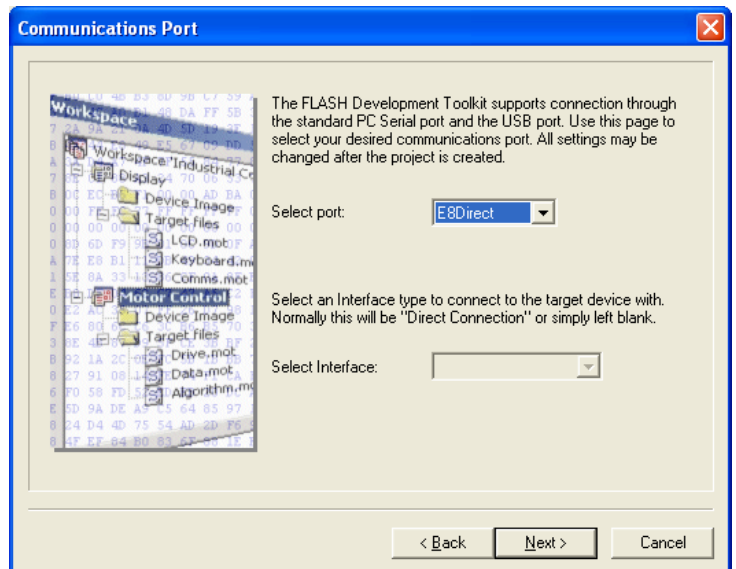 Communications Port
Workspace
Workspace 'Industrial Co
Display
Device Image
Target files
LCD.mot
Keyboard.m
Comms.mot
Motor Control
Device Image
Target files
Drive.mot
Data.mot
Algorithm.mo
The FLASH Development Toolkit supports connection through
the standard PC Serial port and the USB port. Use this page to
select your desired communications port. All settings may be
changed after the project is created.
Select port:
E8Direct
Select an Interface type to connect to the target device with.
Normally this will be "Direct Connection" or simply left blank.
Select Interface:
< Back
Next >
Cancel